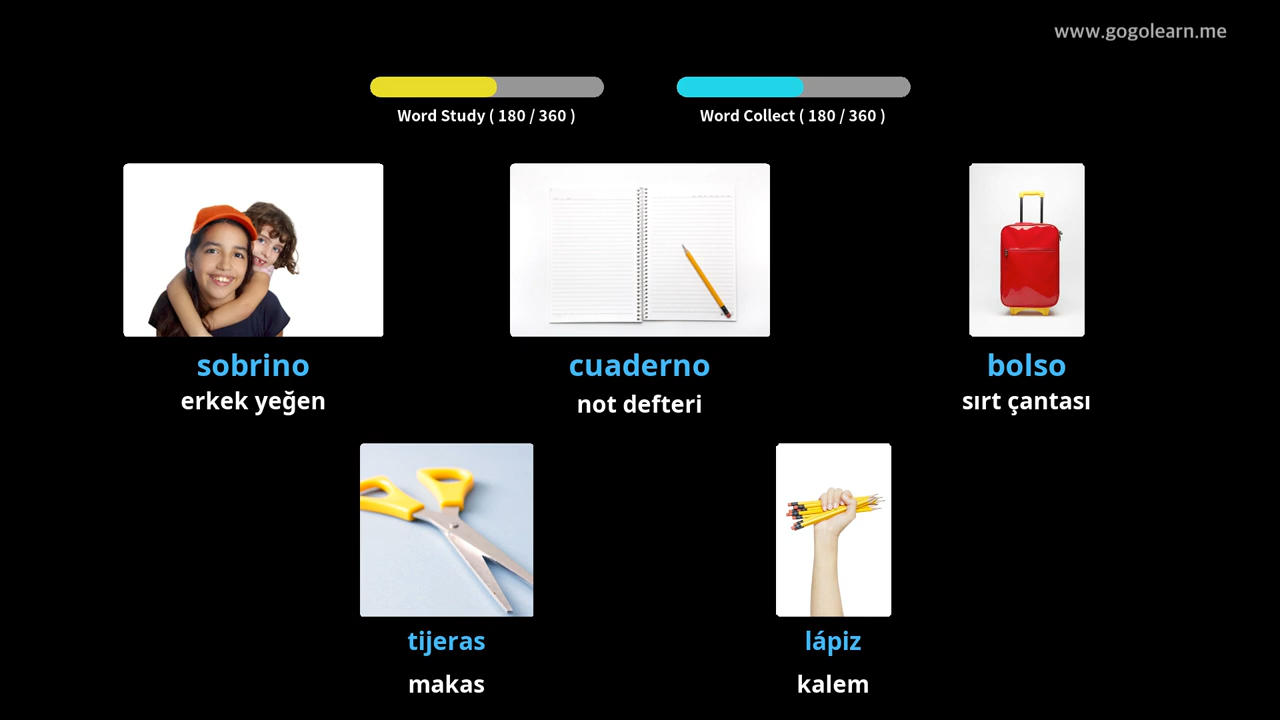 www.gogolearn.me
Word Study ( 180 / 360 )
Word Collect ( 180 / 360 )
sobrino
erkek yeğen
cuaderno
not defteri
bolso
sırt çantası
tijeras
makas
lápiz
kalem